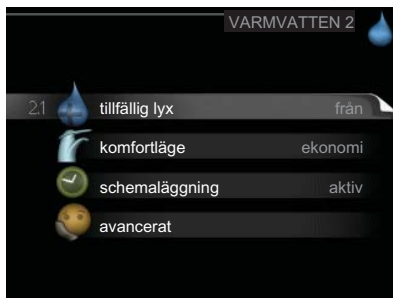 VARMVATTEN 2
2.1 tillfällig lyx från
komfortläge ekonomi
schemaläggning aktiv
avancerat